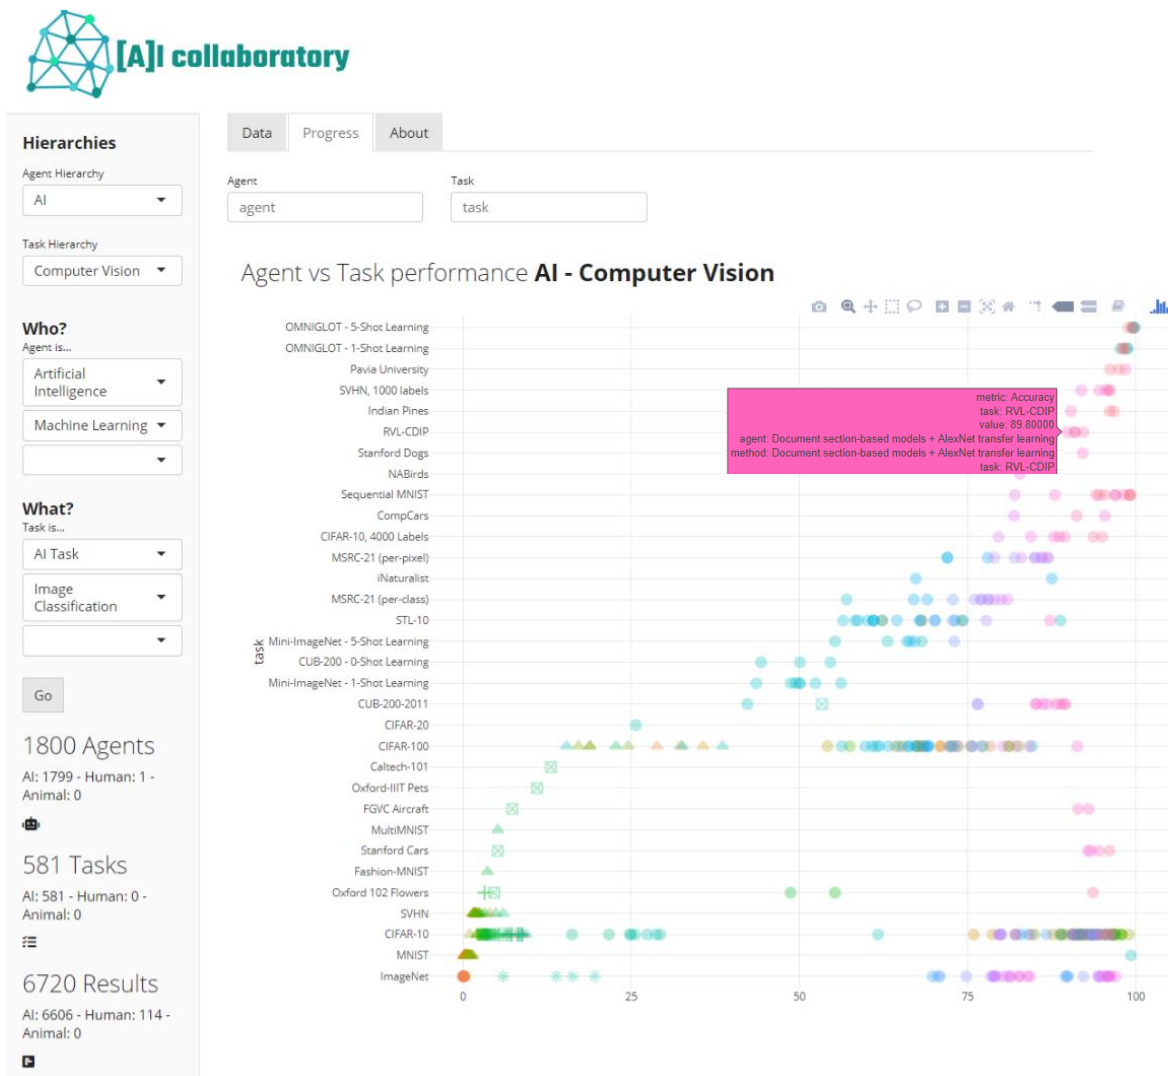 [A]I collaboratory
Hierarchies
Agent Hierarchy
AI
Task Hierarchy
Computer Vision
Who?
Agent is...
Artificial
Intelligence
Machine Learning
What?
Task is...
AI Task
Image
Classification
Go
1800 Agents
AI: 1799 - Human: 1 -
Animal: 0
581 Tasks
AI: 581 - Human: 0 -
Animal: 0
6720 Results
AI: 6606 - Human: 114 -
Animal: 0
Data
Progress
About
Agent
Task
agent
task
Agent vs Task performance AI - Computer Vision
task
OMNIGLOT - 5-Shot Learning
OMNIGLOT - 1-Shot Learning
Pavia University
SVHN, 1000 labels
Indian Pines
RVL-CDIP
Stanford Dogs
NABirds
Sequential MNIST
CompCars
CIFAR-10, 4000 Labels
MSRC-21 (per-pixel)
iNaturalist
MSRC-21 (per-class)
STL-10
Mini-ImageNet - 5-Shot Learning
CUB-200 - 0-Shot Learning
Mini-ImageNet - 1-Shot Learning
CUB-200-2011
CIFAR-20
CIFAR-100
Caltech-101
Oxford-IIIT Pets
FGVC Aircraft
MultiMNIST
Stanford Cars
Fashion-MNIST
Oxford 102 Flowers
SVHN
CIFAR-10
MNIST
ImageNet
metric: Accuracy
task: RVL-CDIP
value: 89.80000
agent: Document section-based models + AlexNet transfer learning
method: Document section-based models + AlexNet transfer learning
task: RVL-CDIP
0
25
50
75
100